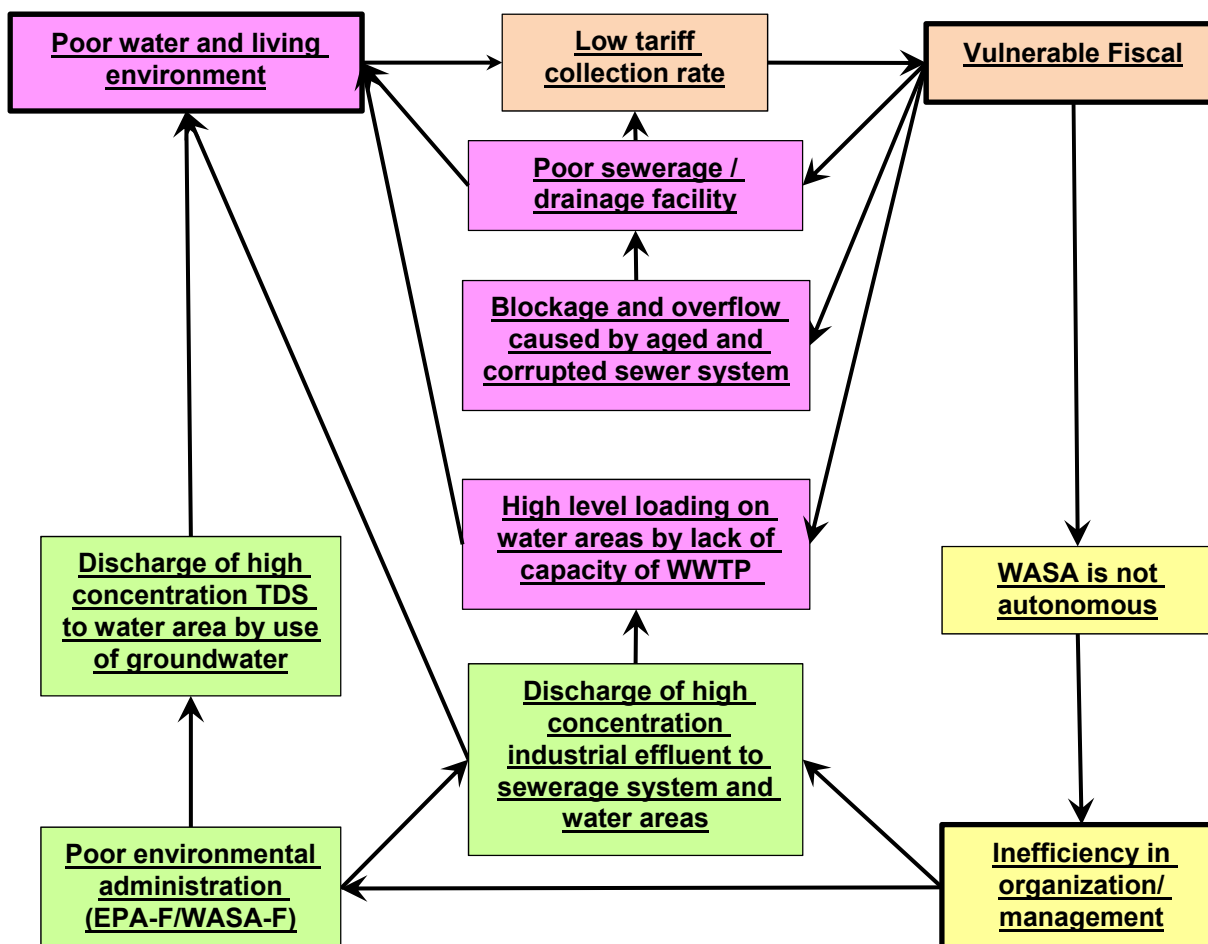 Poor water and living
environment
Low tariff
collection rate
Vulnerable Fiscal
Poor sewerage /
drainage facility
Blockage and overflow
caused by aged and
corrupted sewer system
High level loading on
water areas by lack of
capacity of WWTP
Discharge of high
concentration TDS
to water area by use
of groundwater
WASA is not
autonomous
Discharge of high
concentration
industrial effluent to
sewerage system and
water areas
Poor environmental
administration
(EPA-F/WASA-F)
Inefficiency in
organization/
management